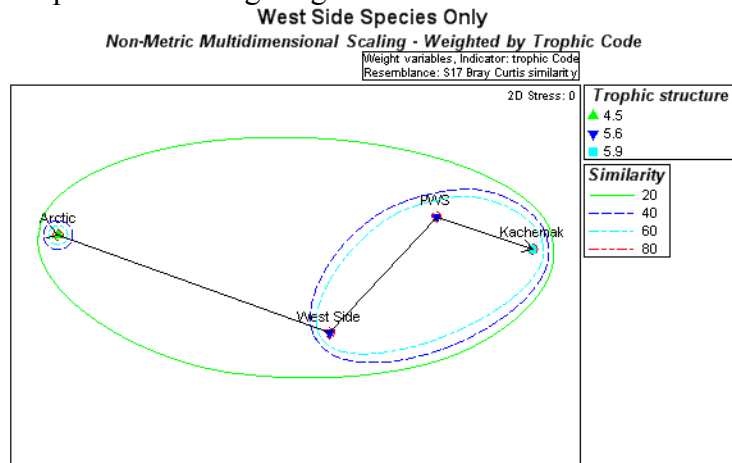 West Side Species Only
Non-Metric Multidimensional Scaling - Weighted by Trophic Code
Weight variables, Indicator: trophic Code
Resemblance: S17 Bray Curtis similarity
2D Stress: 0
Trophic structure
4.5
5.6
5.9
Similarity
20
40
60
80
Arctic
PWS
Kachemak
West Side